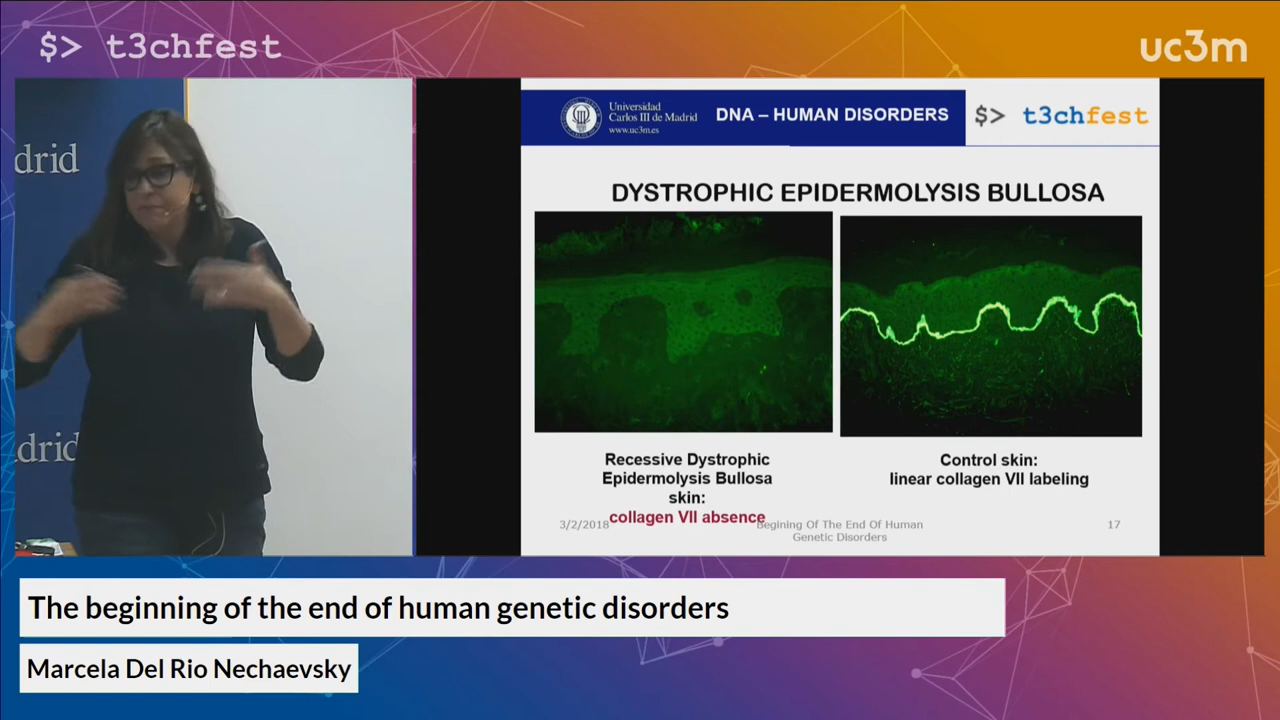 $> t3chfest
uc3m
drid
drid
Universidad
Carlos III de Madrid
www.uc3m.es
DNA – HUMAN DISORDERS
$> t3chfest
DYSTROPHIC EPIDERMOLYSIS BULLOSA
Recessive Dystrophic
Epidermolysis Bullosa
skin:
collagen VII absence
Control skin:
linear collagen VII labeling
3/2/2018
Begining Of The End Of Human
Genetic Disorders
17
The beginning of the end of human genetic disorders
Marcela Del Rio Nechaevsky